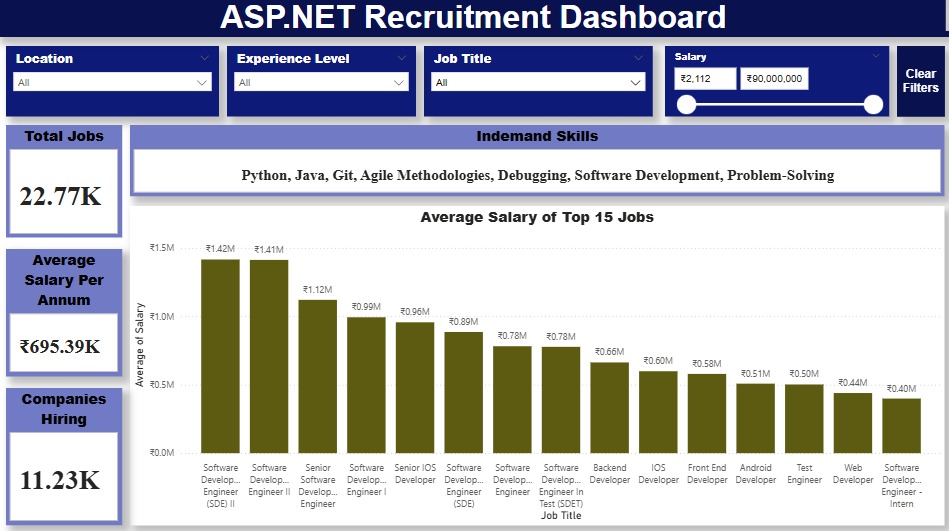 ASP.NET Recruitment Dashboard
Location
All
Experience Level
All
Job Title
All
Salary
₹2,112
₹90,000,000
Clear
Filters
Total Jobs
22.77K
Indemand Skills
Python, Java, Git, Agile Methodologies, Debugging, Software Development, Problem-Solving
Average
Salary Per
Annum
₹695.39K
Companies
Hiring
11.23K
Average Salary of Top 15 Jobs
Average of Salary
₹1.5M
₹1.0M
₹0.5M
₹0.0M
₹1.42M
₹1.41M
₹1.12M
₹0.99M
₹0.96M
₹0.89M
₹0.78M
₹0.78M
₹0.66M
₹0.60M
₹0.58M
₹0.51M
₹0.50M
₹0.44M
₹0.40M
Software
Develop...
Engineer
(SDE) II
Software
Develop...
Engineer II
Senior
Software
Develop...
Engineer
Software
Develop...
Engineer I
Senior IOS
Developer
Software
Develop...
Engineer
(SDE)
Software
Develop...
Engineer
Software
Develop...
Engineer In
Test (SDET)
Backend
Developer
IOS
Developer
Front End
Developer
Android
Developer
Test
Engineer
Web
Developer
Software
Develop...
Engineer -
Intern
Job Title